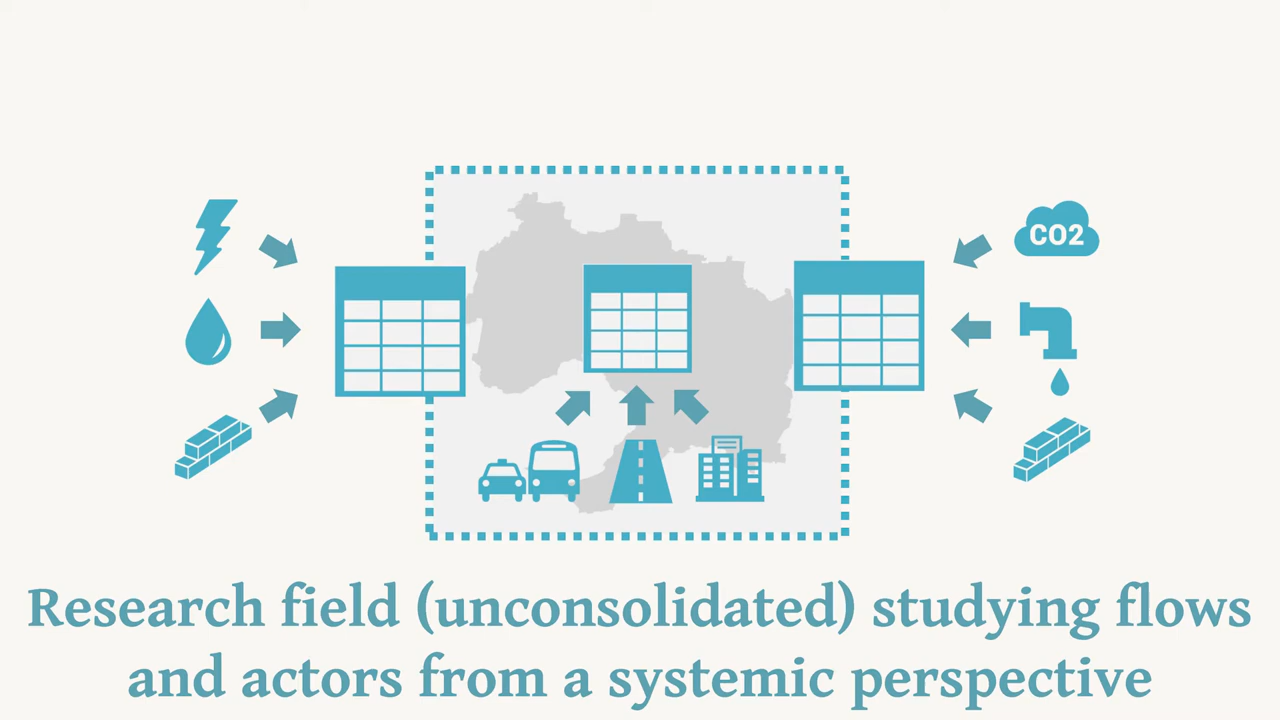 CO2
Research field (unconsolidated) studying flows
and actors from a systemic perspective